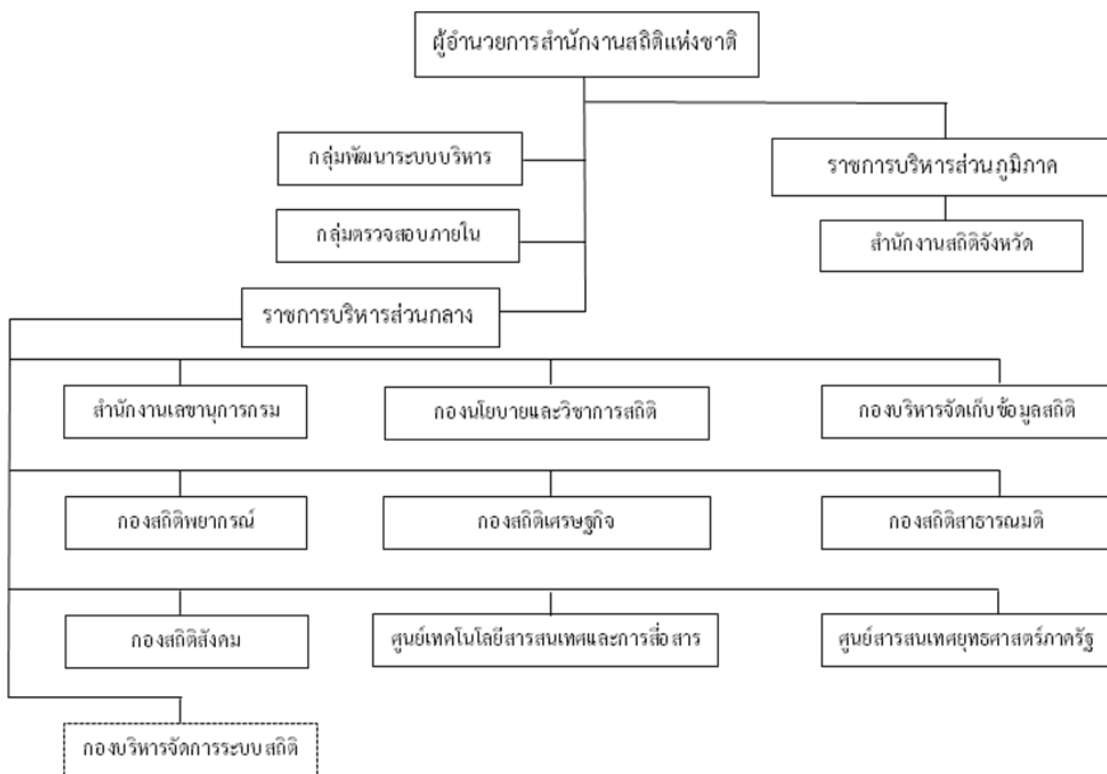 ผู้อำนวยการสำนักงานสถิติแห่งชาติ
กลุ่มพัฒนาระบบบริหาร
ราชการบริหารส่วนภูมิภาค
กลุ่มตรวจสอบภายใน
สำนักงานสถิติจังหวัด
ราชการบริหารส่วนกลาง
สำนักงานเลขานุการกรม
กองนโยบายและวิชาการสถิติ
กองบริหารจัดเก็บข้อมูลสถิติ
กองสถิติพยากรณ์
กองสถิติเศรษฐกิจ
กองสถิติสาธารณมติ
กองสถิติสังคม
ศูนย์เทคโนโลยีสารสนเทศและการสื่อสาร
ศูนย์สารสนเทศยุทธศาสตร์ภาครัฐ
กองบริหารจัดการระบบสถิติ